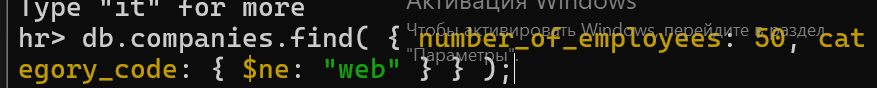 Type "it" for more
Активация Windows
hr> db.companies.find( { number_of_employees: 50, cat
Чтобы активировать Windows, перейдите в раздел
egory_code: { $ne: "web" } } );
"Параметры".